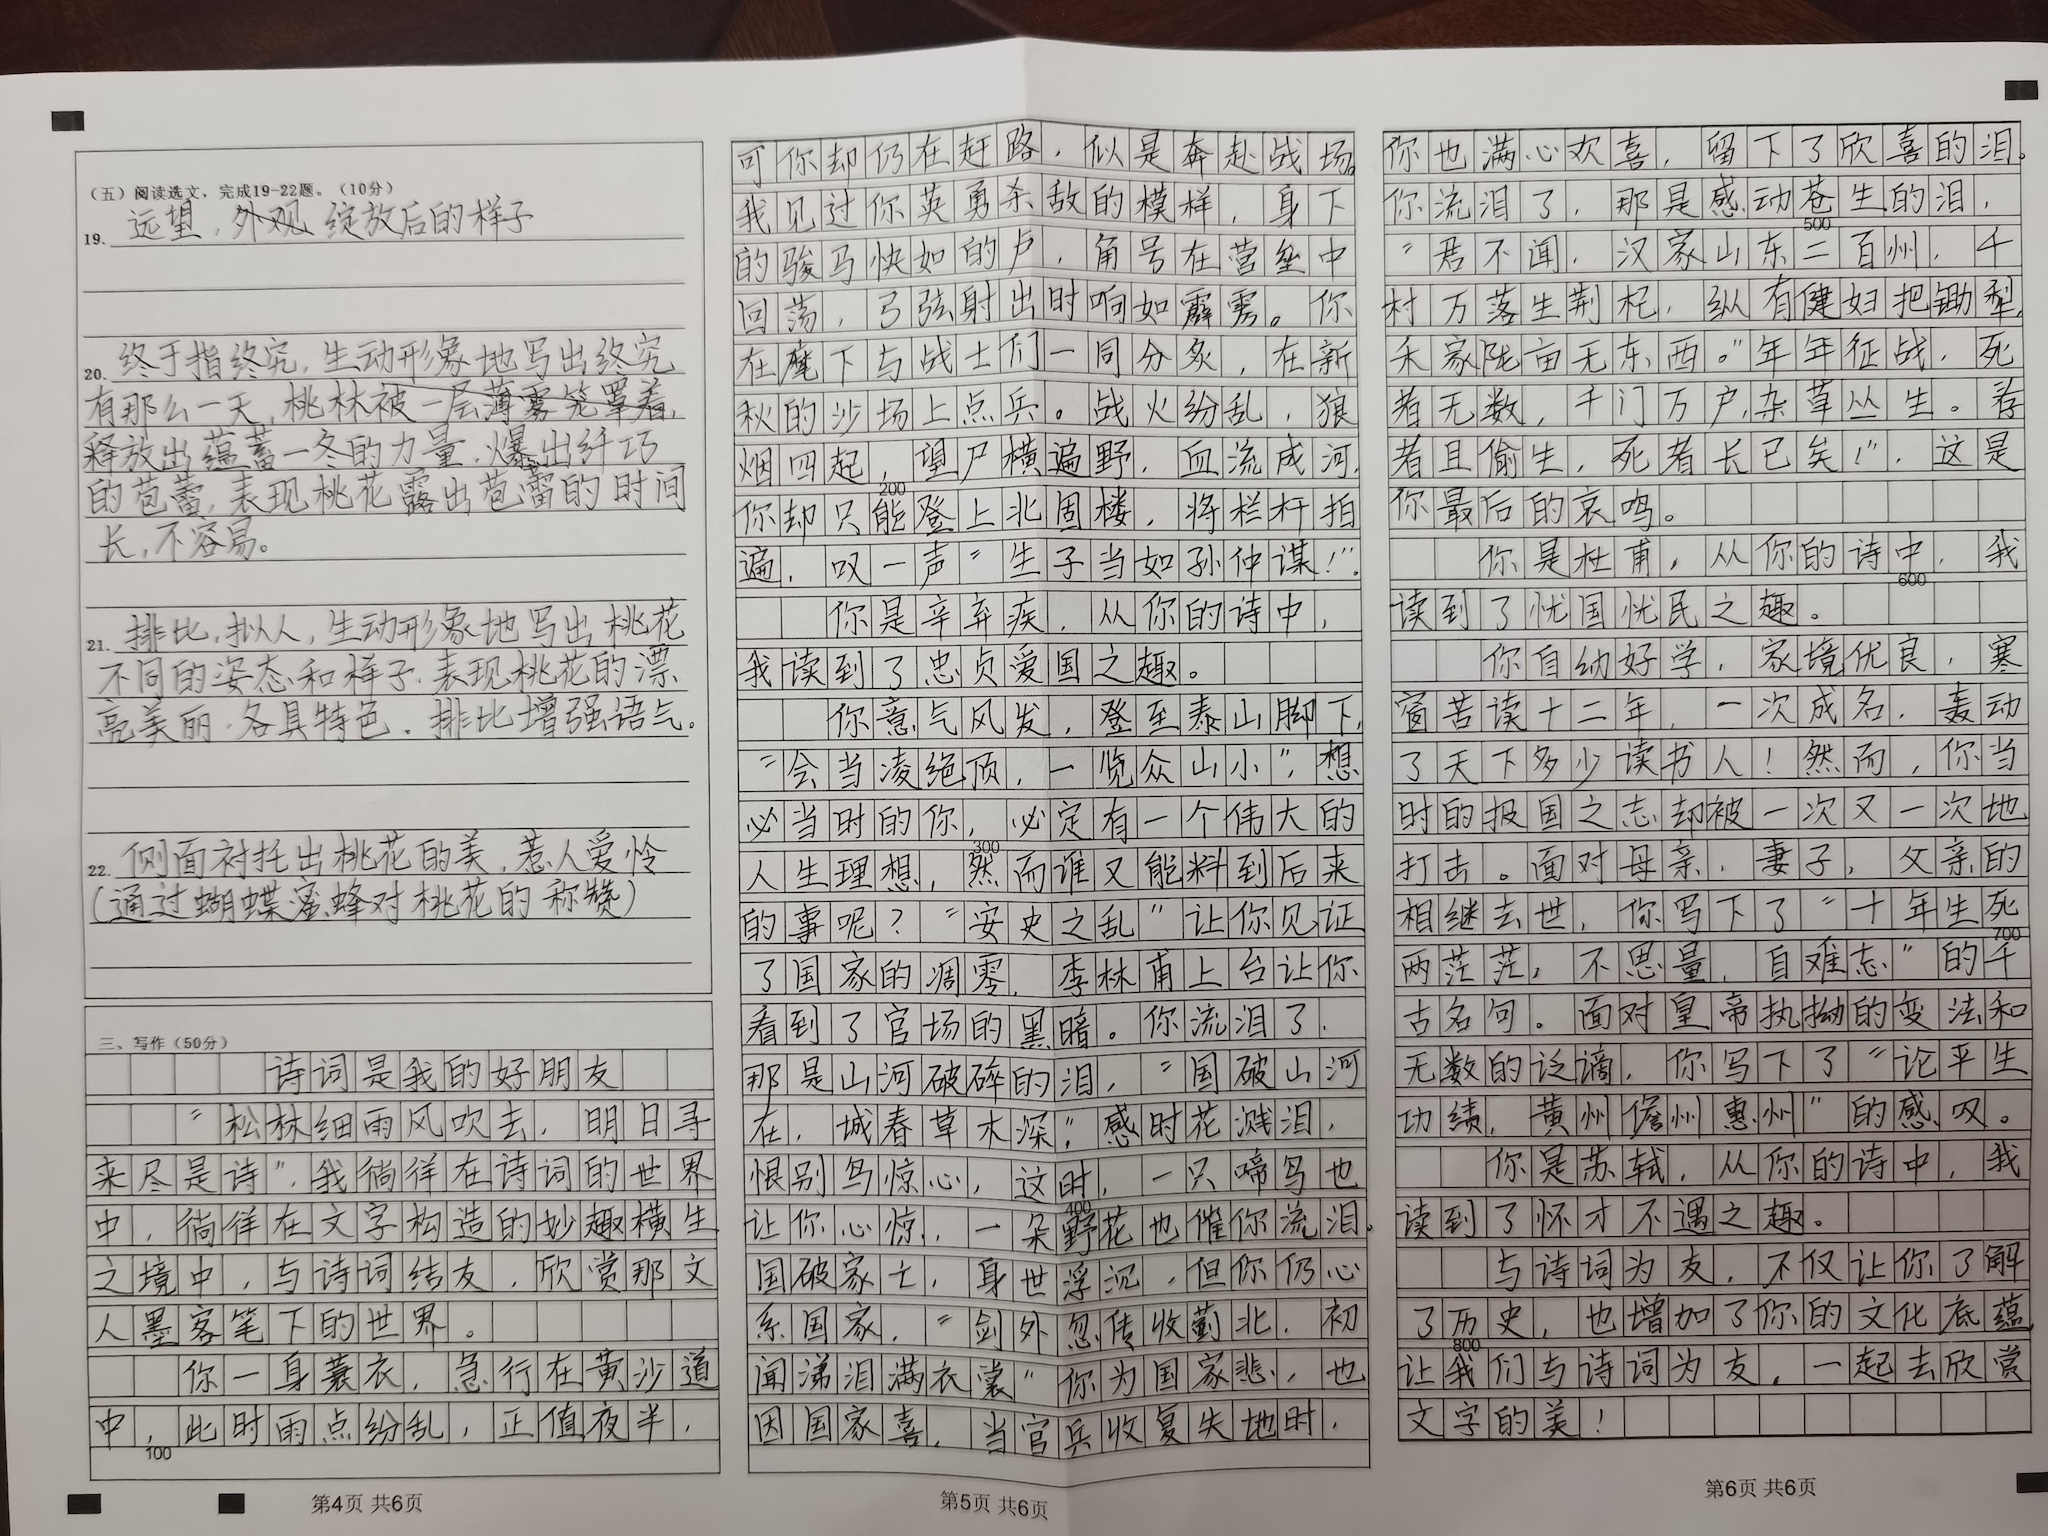 （五）阅读选文，完成19-22题。（10分）
19. 远望，外观 绽放后的样子
20. 终于指终究，生动形象地写出终究
有那么一天，桃林被一层薄雾笼罩着，
释放出蕴蓄一冬的力量，爆出纤巧
的苞蕾，表现桃花露出苞蕾的时间
长，不容易。
21. 排比，拟人，生动形象地写出桃花
不同的姿态和样子，表现桃花的漂
亮美丽，各具特色。排比增强语气。
22. 侧面衬托出桃花的美，惹人爱怜
（通过蝴蝶蜜蜂对桃花的称赞）
三、写作（50分）
诗词是我的好朋友
“松林细雨风吹去，明日寻
来尽是诗”，我徜徉在诗词的世界
中，徜徉在文字构造的妙趣横生
之境中，与诗词结友，欣赏那文
人墨客笔下的世界。
你一身蓑衣，急行在黄沙道
中，此时雨点纷乱，正值夜半，
100
可你却仍在赶路，似是奔赴战场。
我见过你英勇杀敌的模样，身下
的骏马快如的卢，角号在营垒中
回荡，弓弦射出时响如霹雳。你
在麾下与战士们一同分炙，在新
秋的沙场上点兵。战火纷乱，狼
烟四起，望尸横遍野，血流成河，
200
你却只能登上北固楼，将栏杆拍
遍，叹一声“生子当如孙仲谋！”。
你是辛弃疾，从你的诗中，
我读到了忠贞爱国之趣。
你意气风发，登至泰山脚下，
“会当凌绝顶，一览众山小”，想
必当时的你，必定有一个伟大的
300
人生理想，然而谁又能料到后来
的事呢？“安史之乱”让你见证
了国家的凋零，李林甫上台让你
看到了官场的黑暗。你流泪了，
那是山河破碎的泪，“国破山河
在，城春草木深”，感时花溅泪，
恨别鸟惊心，这时，一只啼鸟也
让你心惊，一朵野花也催你流泪。
400
国破家亡，身世浮沉，但你仍心
系国家，“剑外忽传收蓟北，初
闻涕泪满衣裳”你为国家悲，也
因国家喜，当官兵收复失地时，
第4页 共6页
第5页 共6页
你也满心欢喜，留下了欣喜的泪。
你流泪了，那是感动苍生的泪，
500
“君不闻，汉家山东二百州，千
村万落生荆杞，纵有健妇把锄犁，
禾家陇亩无东西。”年年征战，死
者无数，千门万户，杂草丛生。存
者且偷生，死者长已矣！”，这是
你最后的哀鸣。
你是杜甫，从你的诗中，我
600
读到了忧国忧民之趣。
你自幼好学，家境优良，寒
窗苦读十二年，一次成名，轰动
了天下多少读书人！然而，你当
时的报国之志却被一次又一次地
打击。面对母亲，妻子，父亲的
相继去世，你写下了“十年生死
700
两茫茫，不思量，自难忘”的千
古名句。面对皇帝执拗的变法和
无数的泛谪，你写下了“论平生
功绩，黄州儋州惠州”的感叹。
你是苏轼，从你的诗中，我
读到了怀才不遇之趣。
与诗词为友，不仅让你了解
了历史，也增加了你的文化底蕴，
800
让我们与诗词为友，一起去欣赏
文字的美！
第6页 共6页